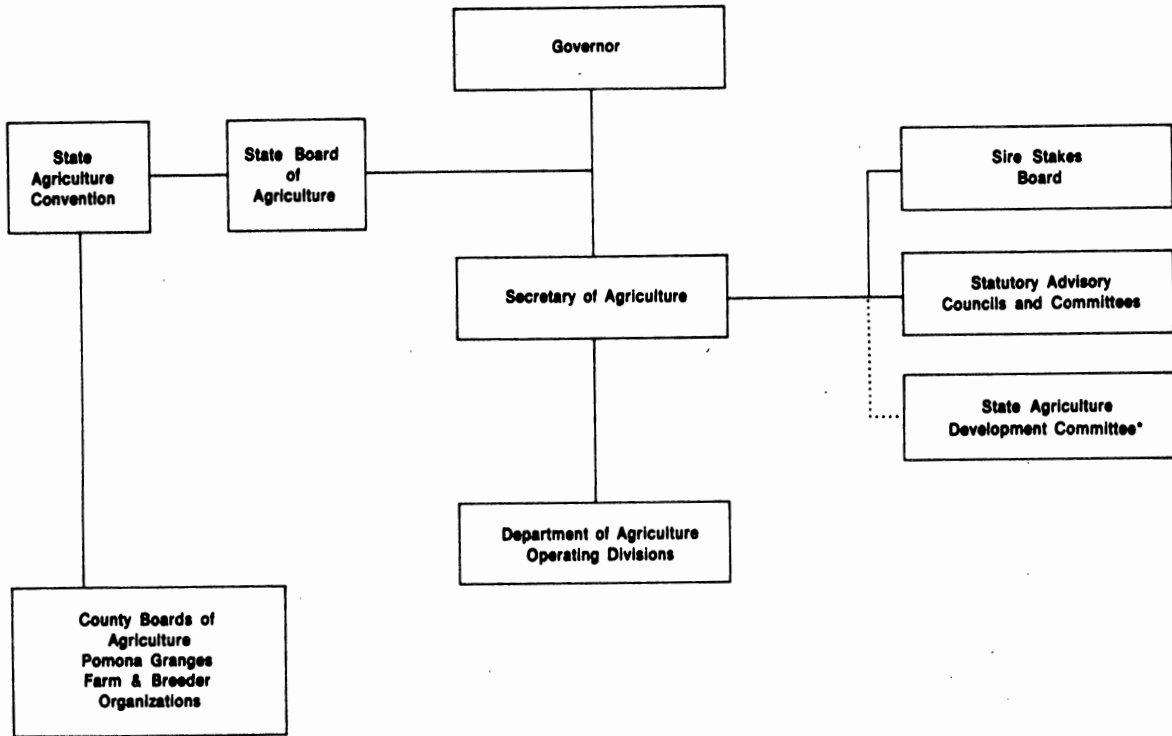 Governor
State
Agriculture
Convention
State Board
of
Agriculture
Sire Stakes
Board
Secretary of Agriculture
Statutory Advisory
Councils and Committees
State Agriculture
Development Committee*
Department of Agriculture
Operating Divisions
County Boards of
Agriculture
Pomona Granges
Farm & Breeder
Organizations